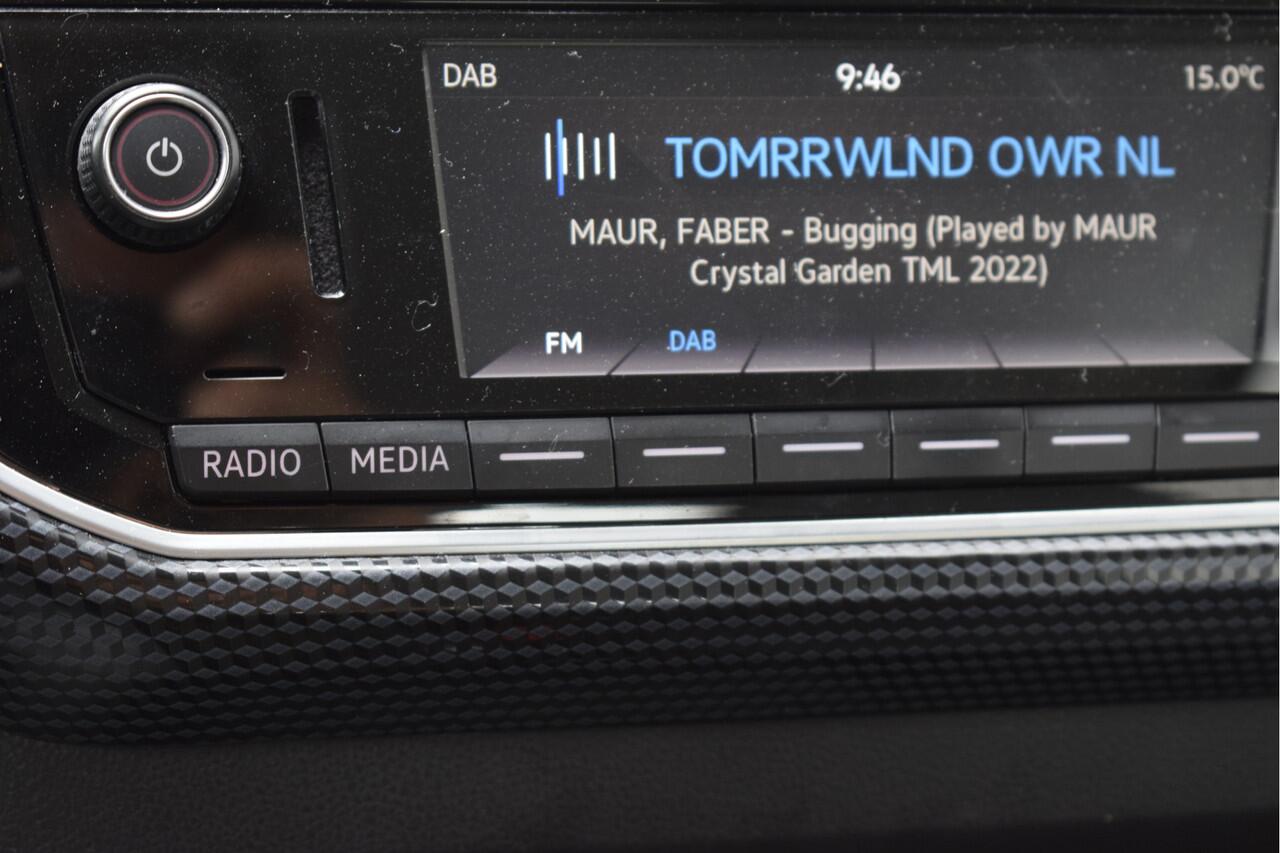 DAB 9:46 15.0°C
TOMRRWLND OWR NL
MAUR, FABER - Bugging (Played by MAUR
Crystal Garden TML 2022)
FM DAB
RADIO MEDIA